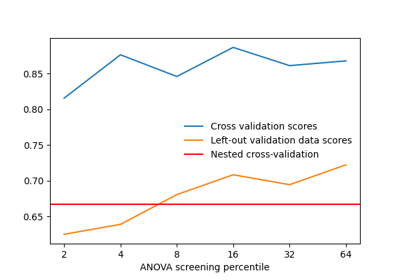 0.85
0.80
0.75
0.70
0.65
Cross validation scores
Left-out validation data scores
Nested cross-validation
2 4 8 16 32 64
ANOVA screening percentile